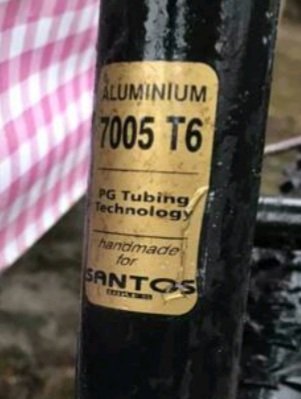 ALUMINIUM
7005 T6
PG Tubing
Technology
handmade
for
SANTOS